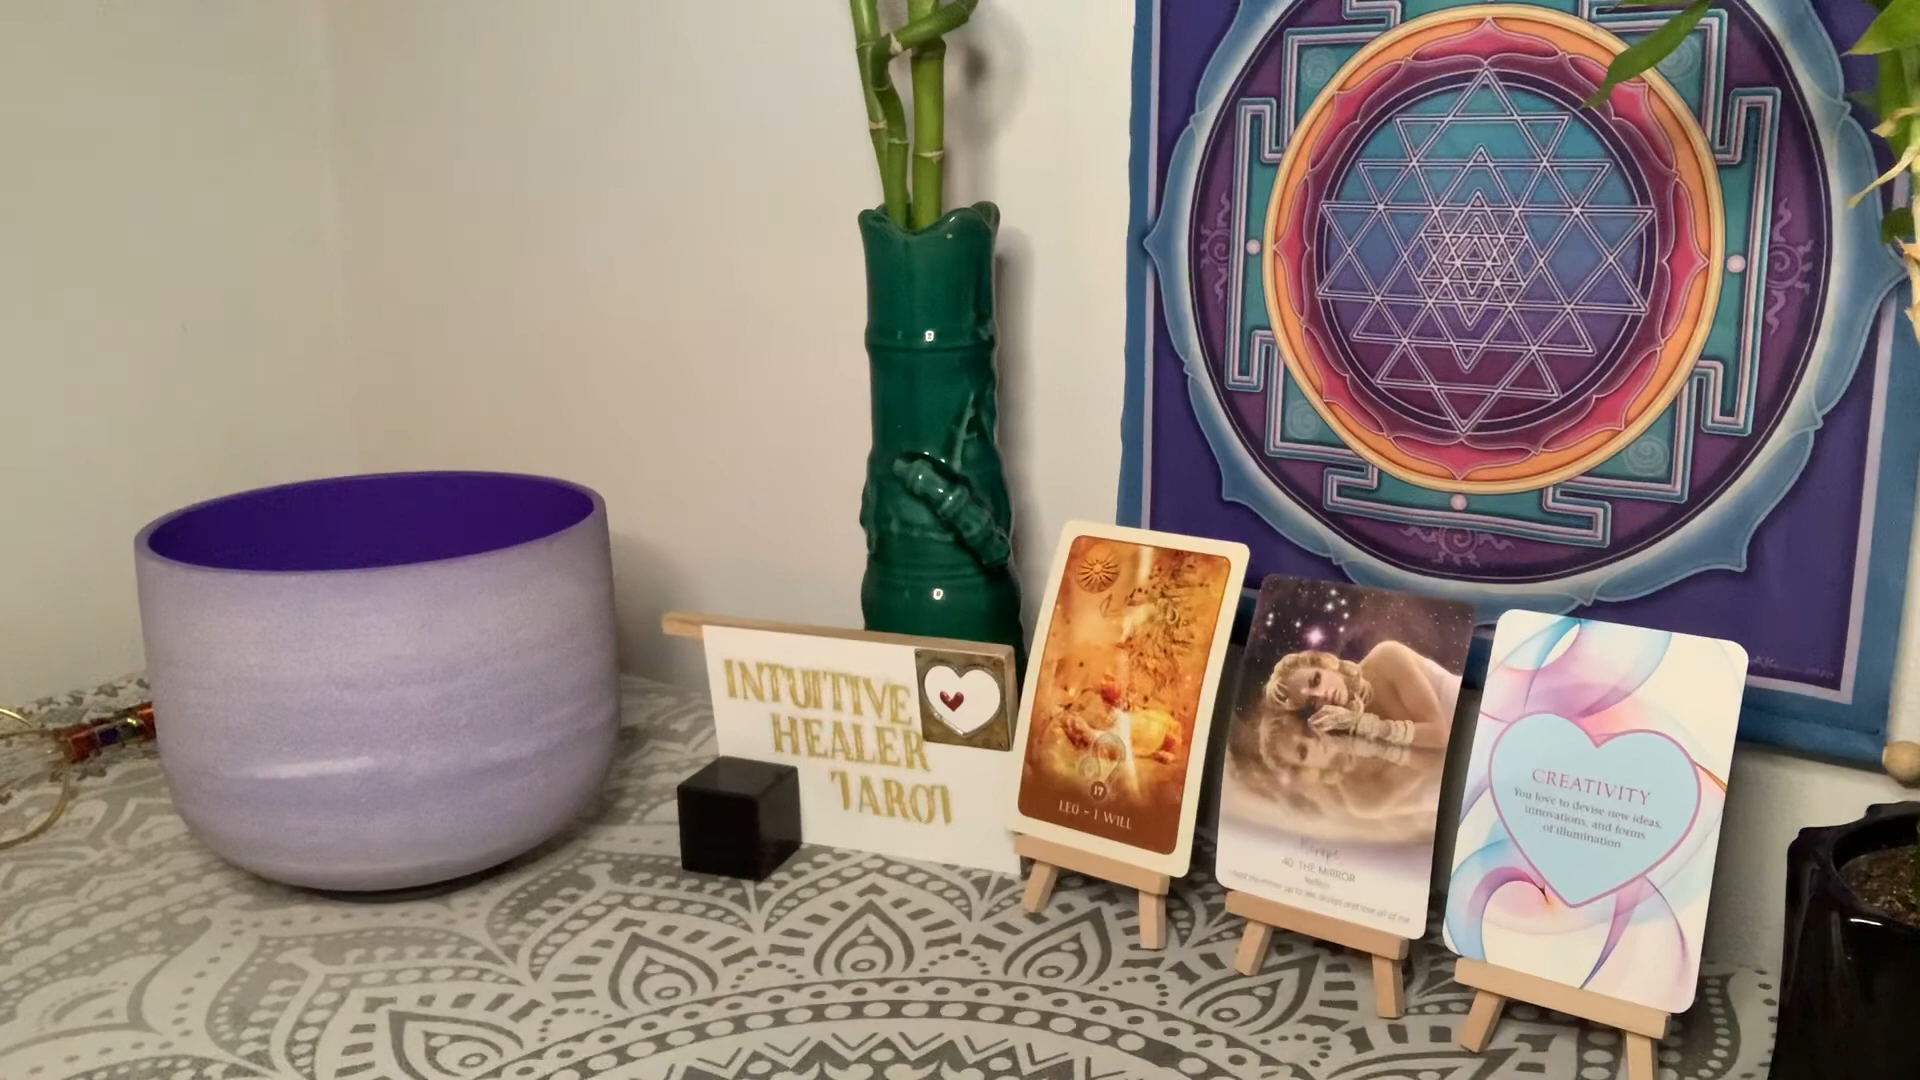 INTUITIVE
HEALER
TAROT
17
LEO - I WILL
40. THE MIRROR
CREATIVITY
You love to devise new ideas,
innovations, and forms
of illumination